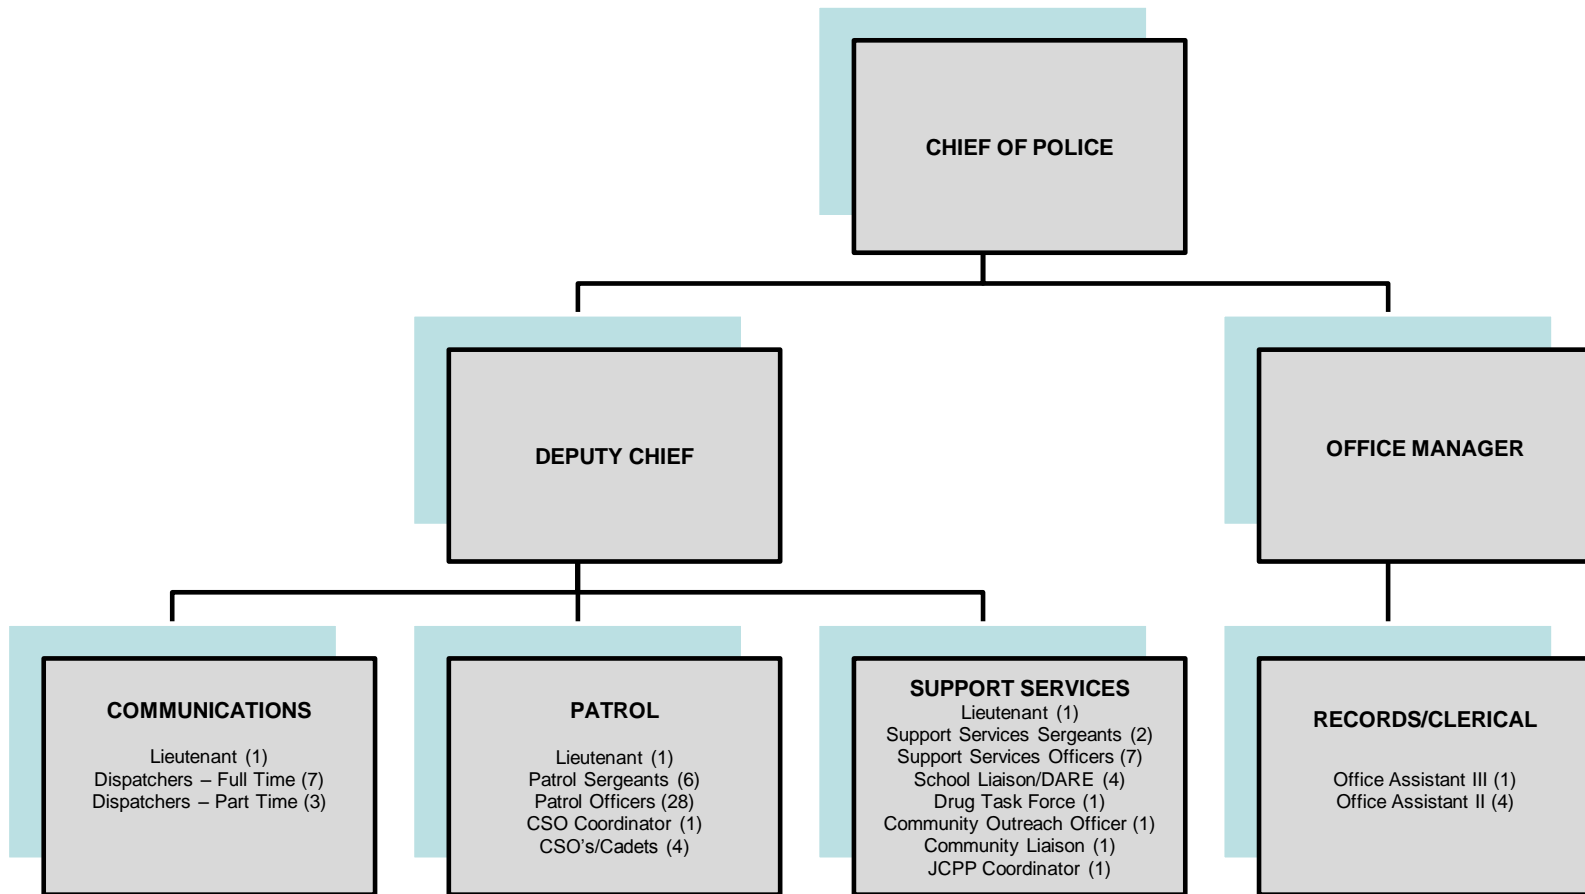 CHIEF OF POLICE
DEPUTY CHIEF
OFFICE MANAGER
COMMUNICATIONS
Lieutenant (1)
Dispatchers – Full Time (7)
Dispatchers – Part Time (3)
PATROL
Lieutenant (1)
Patrol Sergeants (6)
Patrol Officers (28)
CSO Coordinator (1)
CSO's/Cadets (4)
SUPPORT SERVICES
Lieutenant (1)
Support Services Sergeants (2)
Support Services Officers (7)
School Liaison/DARE (4)
Drug Task Force (1)
Community Outreach Officer (1)
Community Liaison (1)
JCPP Coordinator (1)
RECORDS/CLERICAL
Office Assistant III (1)
Office Assistant II (4)